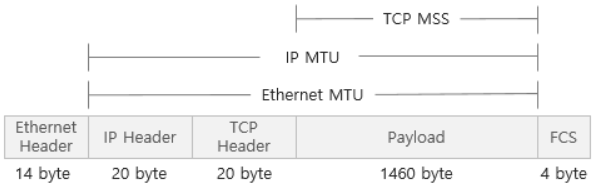 TCP MSS
IP MTU
Ethernet MTU
Ethernet
Header
IP Header
TCP
Header
Payload
FCS
14 byte
20 byte
20 byte
1460 byte
4 byte